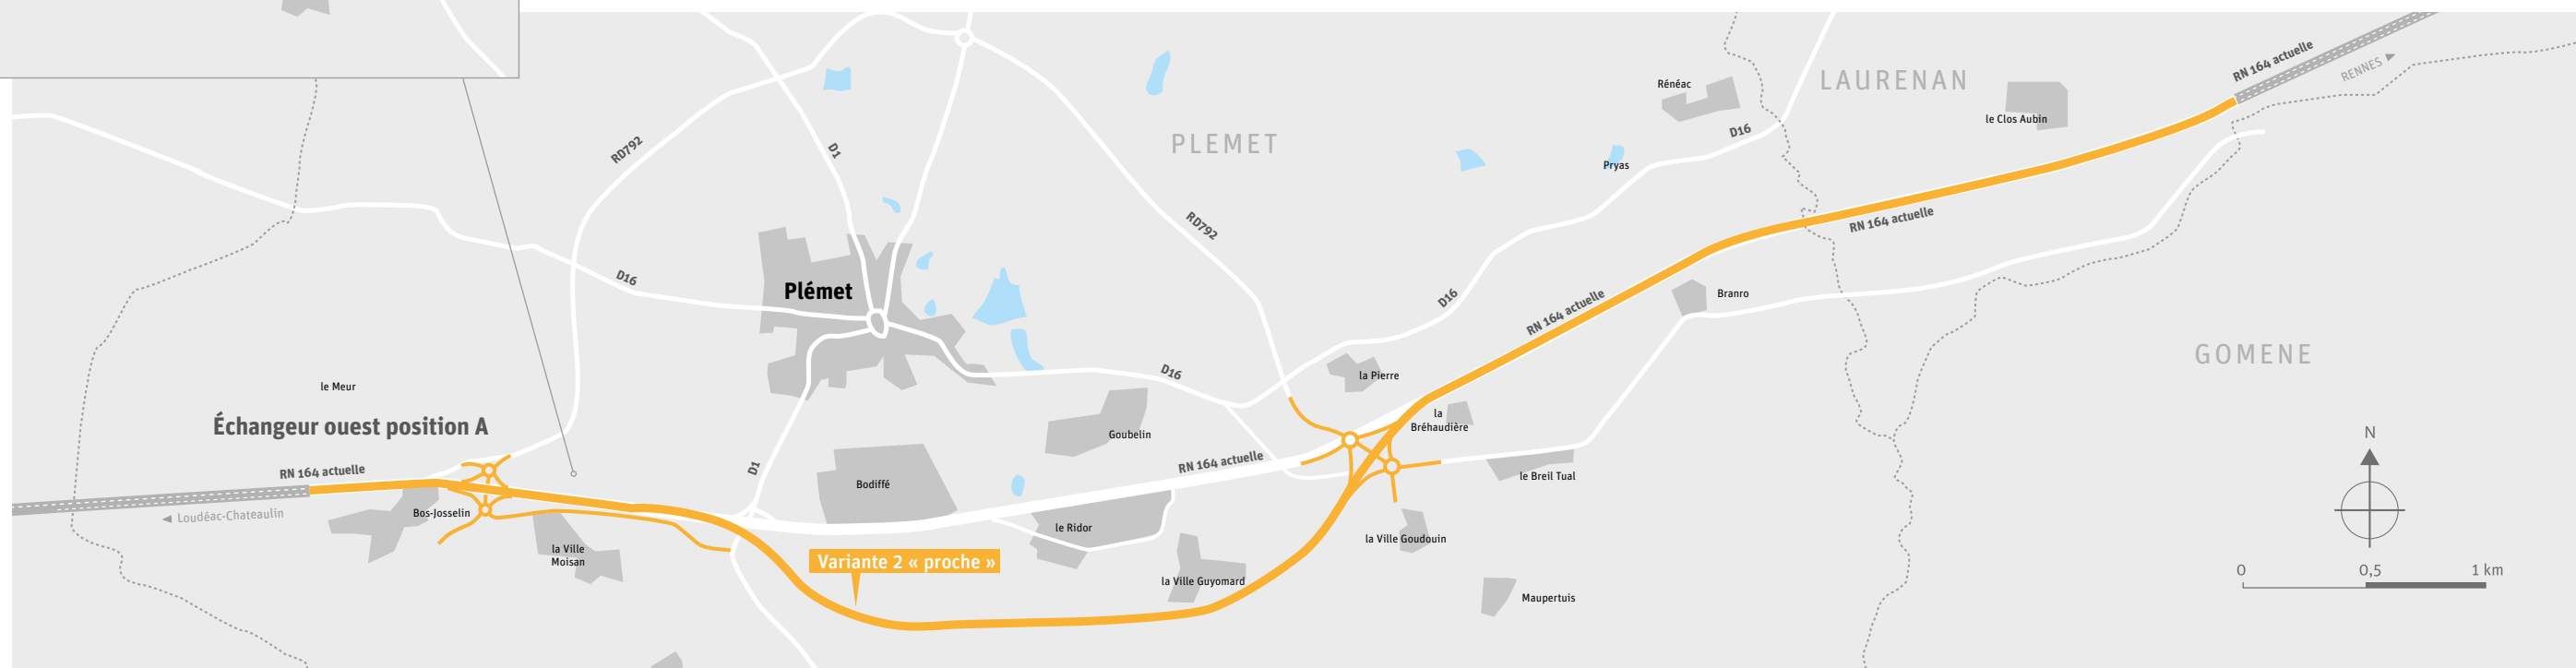 RN 164 actuelle
RENNES
LAURENAN
Rénéac
le Clos Aubin
D16
PLEMET
RD792
D1
Pryas
RD792
RN 164 actuelle
D16
Plémet
D16
RN 164 actuelle
Branro
GOMENE
D16
la Pierre
le Meur
la
Bréhaudière
Échangeur ouest position A
Goubelin
N
RN 164 actuelle
D1
RN 164 actuelle
Bodiffé
le Breil Tual
Loudéac-Chateaulin
Bos-Josselin
le Ridor
la Ville Goudouin
la Ville
Moisan
Variante 2 « proche »
la Ville Guyomard
Maupertuis
0 0,5 1 km